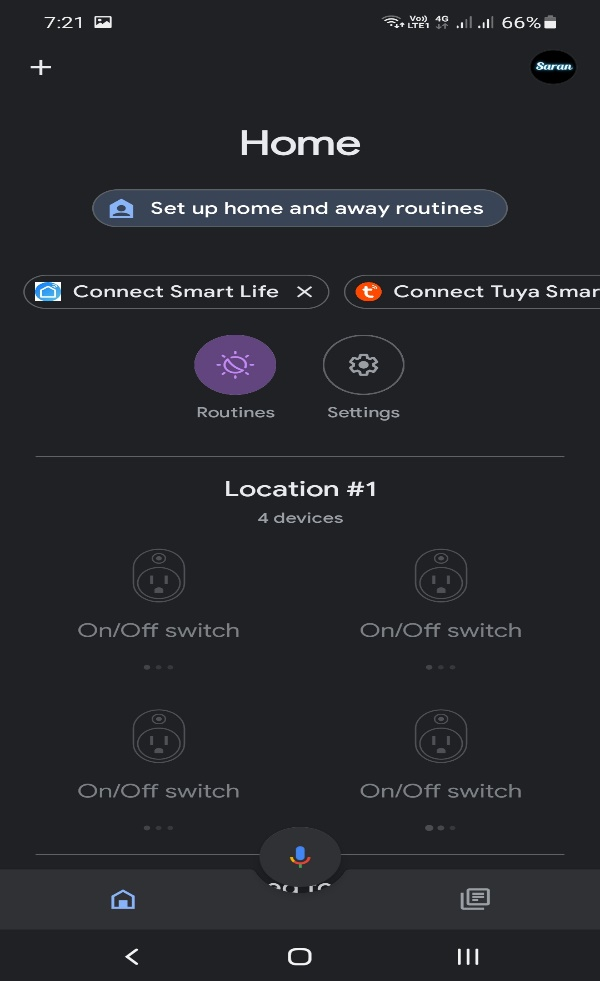 7:21 Vo)) LTE1 4G 66%
+
Saran
Home
Set up home and away routines
Connect Smart Life
Connect Tuya Smar
Routines Settings
Location #1
4 devices
On/Off switch On/Off switch
On/Off switch On/Off switch